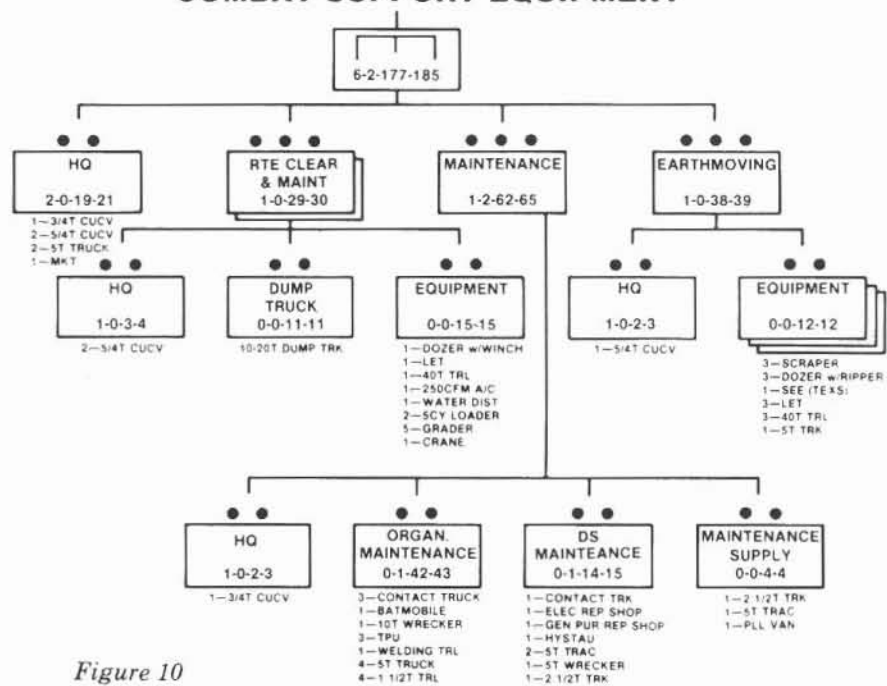 COMBAT SUPPORT EQUIPMENT
6-2-177-185
HQ
2-0-19-21
1—3/4T CUCV
2—5/4T CUCV
2—5T TRUCK
1—MKT
RTE CLEAR
& MAINT
1-0-29-30
MAINTENANCE
1-2-62-65
EARTHMOVING
1-0-38-39
HQ
1-0-3-4
2—5/4T CUCV
DUMP
TRUCK
0-0-11-11
10-20T DUMP TRK
EQUIPMENT
0-0-15-15
1—DOZER w/WINCH
1—LET
1—40T TRL
1—250CFM A/C
1—WATER DIST
2—5CY LOADER
5—GRADER
1—CRANE
HQ
1-0-2-3
1—5/4T CUCV
EQUIPMENT
0-0-12-12
3—SCRAPER
3—DOZER w/RIPPER
1—SEE (TEXS)
3—LET
3—40T TRL
1—5T TRK
HQ
1-0-2-3
1—3/4T CUCV
ORGAN.
MAINTENANCE
0-1-42-43
3—CONTACT TRUCK
1—BATMOBILE
1—10T WRECKER
3—TPU
1—WELDING TRL
4—5T TRUCK
4—1 1/2T TRL
DS
MAINTEANCE
0-1-14-15
1—CONTACT TRK
1—ELEC REP SHOP
1—GEN PUR REP SHOP
1—HYSTAU
2—5T TRAC
1—5T WRECKER
1—2 1/2T TRK
MAINTENANCE
SUPPLY
0-0-4-4
1—2 1/2T TRK
1—5T TRAC
1—PLL VAN
Figure 10